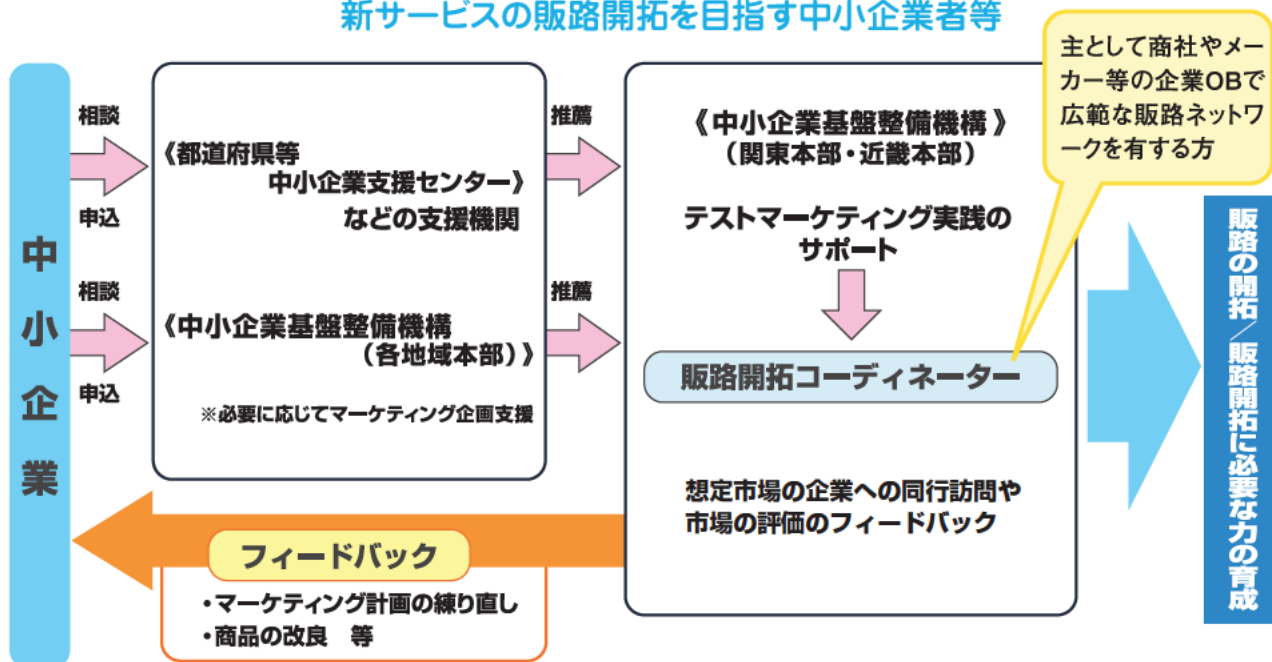 新サービスの販路開拓を目指す中小企業者等
主として商社やメー
カー等の企業OBで
広範な販路ネットワ
ークを有する方
中小企業
相談
申込
《都道府県等
中小企業支援センター》
などの支援機関
推薦
相談
申込
《中小企業基盤整備機構
(各地域本部)》
※必要に応じてマーケティング企画支援
推薦
《中小企業基盤整備機構》
(関東本部・近畿本部)
テストマーケティング実践の
サポート
販路開拓コーディネーター
想定市場の企業への同行訪問や
市場の評価のフィードバック
販路の開拓/販路開拓に必要な力の育成
フィードバック
・マーケティング計画の練り直し
・商品の改良 等